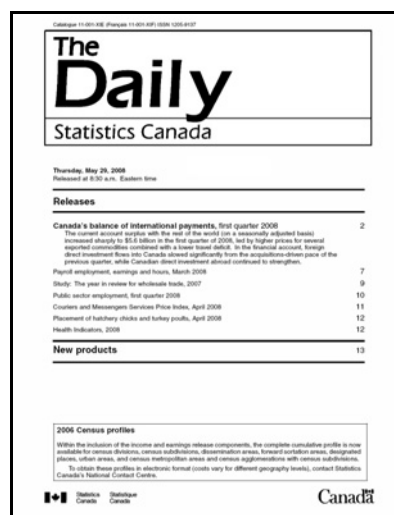 Catalogue 11-001-XIE (Français 11-001-XIF) ISSN 1205-9137
The
Daily
Statistics Canada
Thursday, May 29, 2008
Released at 8:30 a.m. Eastern time
Releases
Canada's balance of international payments, first quarter 2008 2
The current account surplus with the rest of the world (on a seasonally adjusted basis)
increased sharply to $5.6 billion in the first quarter of 2008, led by higher prices for several
exported commodities combined with a lower travel deficit. In the financial account, foreign
direct investment flows into Canada slowed significantly from the acquisitions-driven pace of the
previous quarter, while Canadian direct investment abroad continued to strengthen.
Payroll employment, earnings and hours, March 2008 7
Study: The year in review for wholesale trade, 2007 9
Public sector employment, first quarter 2008 10
Couriers and Messengers Services Price Index, April 2008 11
Placement of hatchery chicks and turkey poults, April 2008 12
Health Indicators, 2008 12
New products 13
2006 Census profiles
Within the inclusion of the income and earnings release components, the complete cumulative profile is now
available for census divisions, census subdivisions, dissemination areas, forward sortation areas, designated
places, urban areas, and census metropolitan areas and census agglomerations with census subdivisions.
To obtain these profiles in electronic format (costs vary for different geography levels), contact Statistics
Canada's National Contact Centre.
Statistics Statistique
Canada Canada
Canada